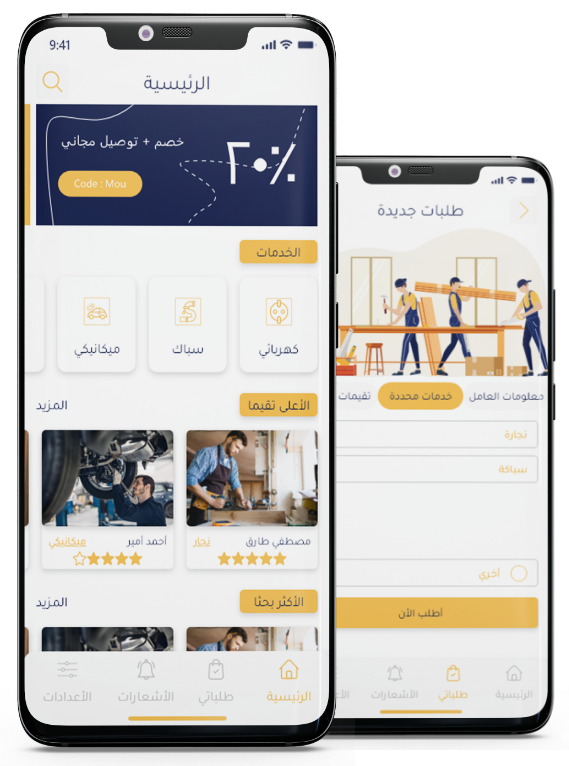 9:41
الرئيسية
خصم + توصيل مجاني
٢٠٪
Code : Mou
الخدمات
كهربائي
سباك
ميكانيكي
الأعلى تقيما
المزيد
مصطفي طارق
نجار
أحمد أمير
ميكانيكي
الأكثر بحثا
المزيد
الرئيسية
طلباتي
الأشعارات
الأعدادات
طلبات جديدة
معلومات العامل
خدمات محددة
تقيمات
نجارة
سباكة
أخري
أطلب الأن
الرئيسية
طلباتي
الأشعارات